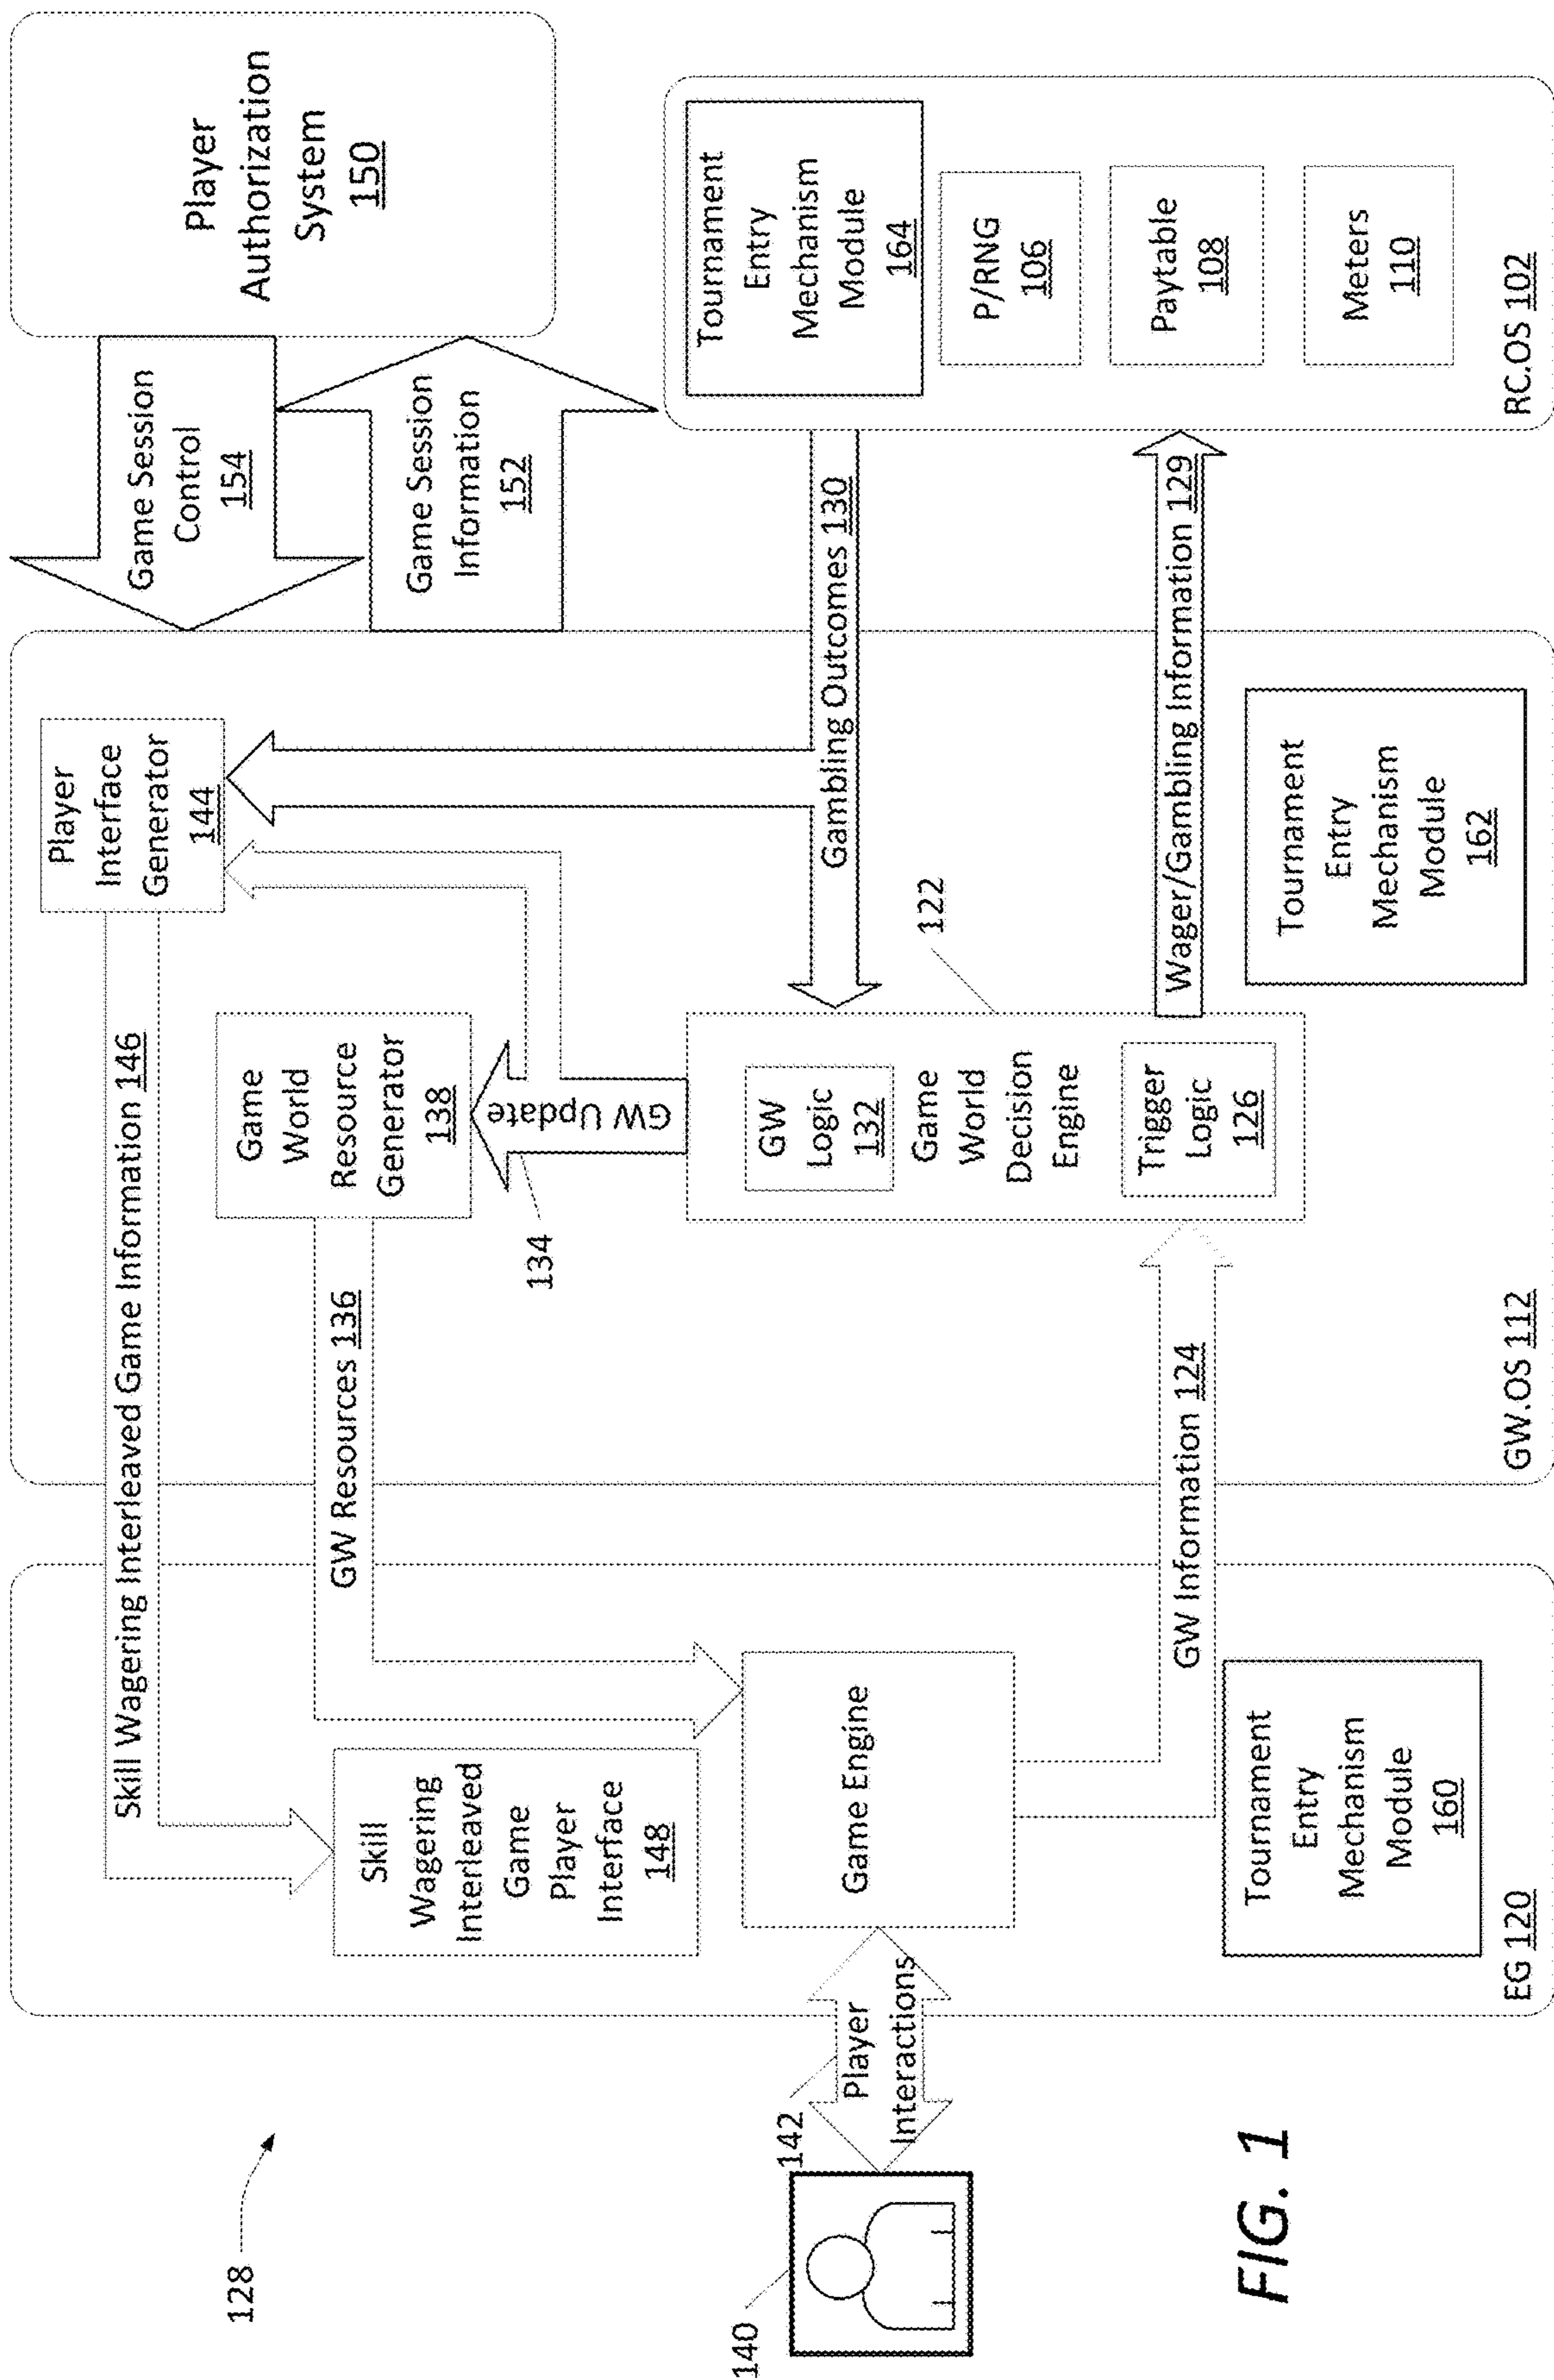 128
140
142
Player
Interactions
EG 120
Skill
Wagering
Interleaved
Game
Player
Interface
148
Game Engine
Tournament
Entry
Mechanism
Module
160
Skill Wagering Interleaved Game Information 146
GW Resources 136
GW Information 124
GW.OS 112
Player
Interface
Generator
144
Game
World
Resource
Generator
138
GW Update
134
122
GW
Logic
132
Game
World
Decision
Engine
Trigger
Logic
126
Tournament
Entry
Mechanism
Module
162
Gambling Outcomes 130
Wager/Gambling Information 129
Game Session
Control
154
Game Session
Information
152
Player
Authorization
System
150
Tournament
Entry
Mechanism
Module
164
P/RNG
106
Paytable
108
Meters
110
RC.OS 102
FIG. 1